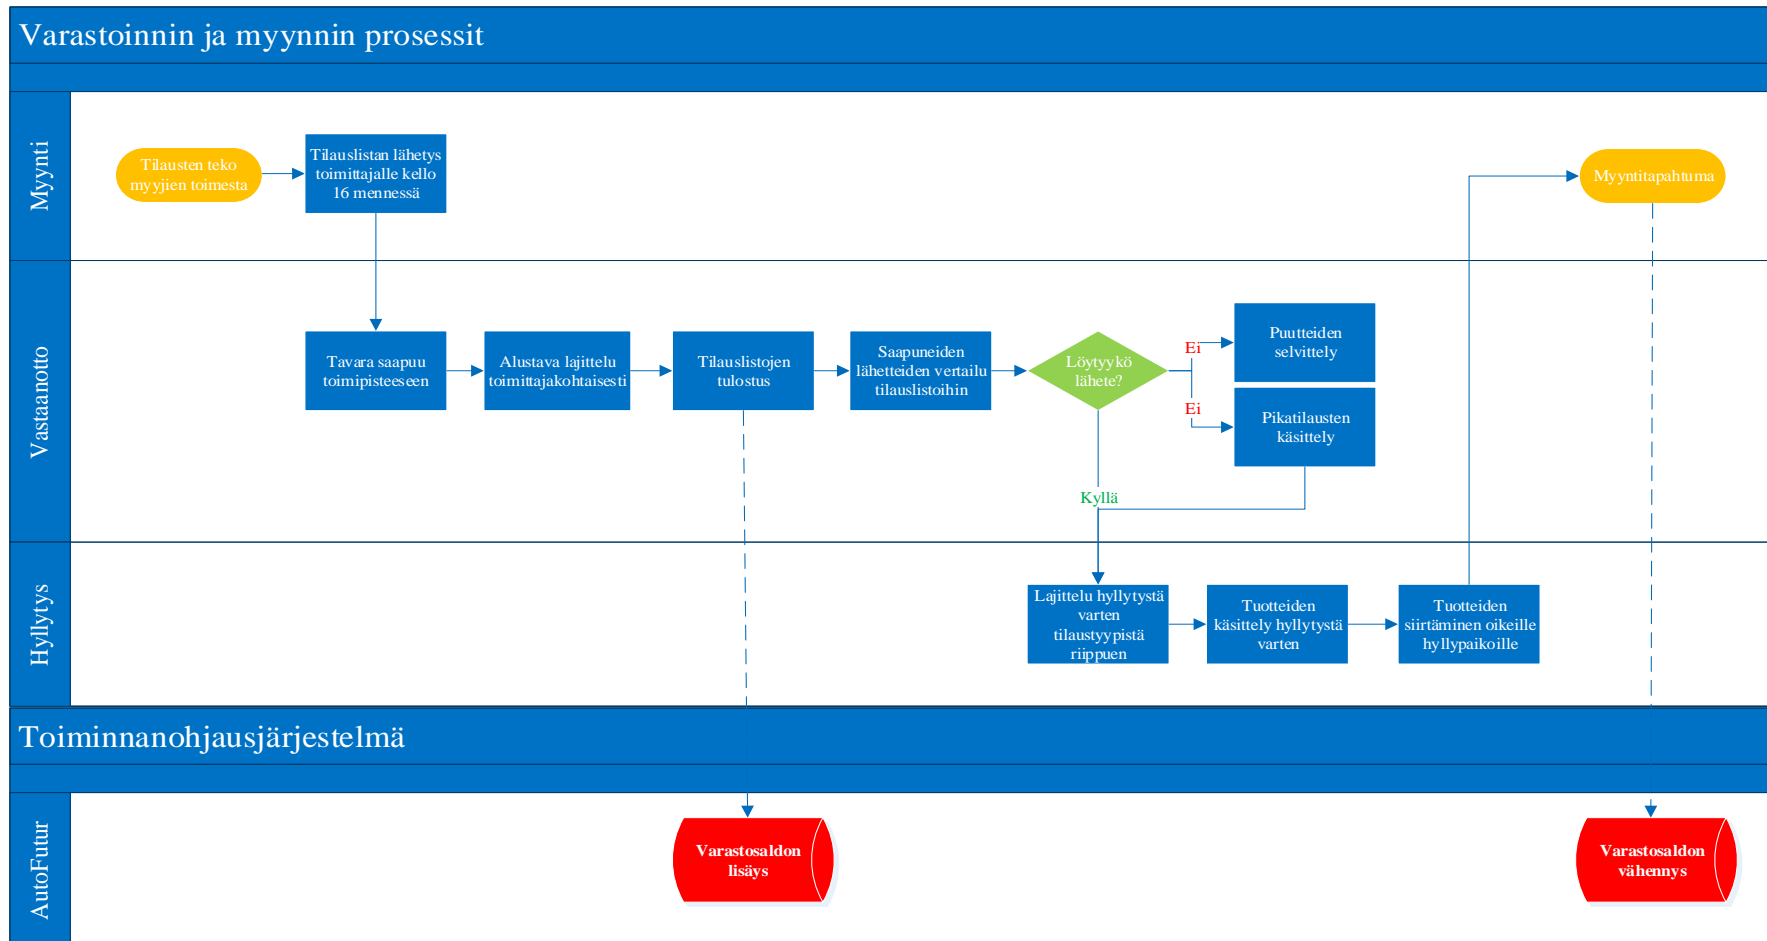 Varastoinnin ja myynnin prosessit
Myynti
Tilausten teko
myyjien toimesta
Tilauslistan lähetys
toimittajalle kello
16 mennessä
Myyntitapahtuma
Vastaanotto
Tavara saapuu
toimipisteeseen
Alustava lajittelu
toimittajakohtaisesti
Tilauslistojen
tulostus
Saapuneiden
lähetteiden vertailu
tilauslistoihin
Löytyykö
lähete?
Ei
Puutteiden
selvittely
Ei
Pikatilausten
käsittely
Kyllä
Hyllytys
Lajittelu hyllytystä
varten
tilaustyypistä
riippuen
Tuotteiden
käsittely hyllytystä
varten
Tuotteiden
siirtäminen oikeille
hyllypaikoille
Toiminnanohjausjärjestelmä
AutoFutur
Varastosaldon
lisäys
Varastosaldon
vähennys